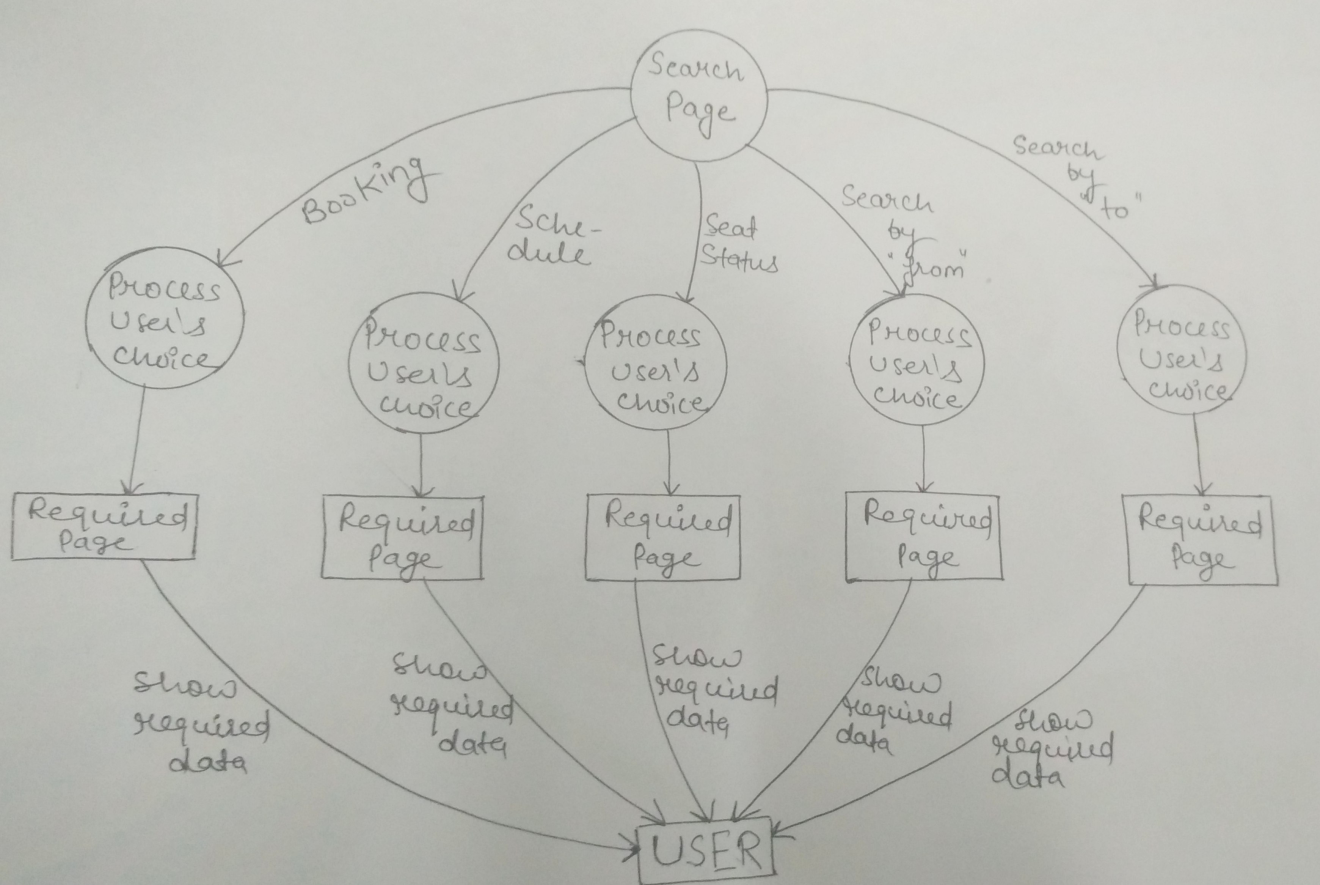 Search
Page
Booking
Sche-
dule
Seat
Status
Search
by
"from"
Search
by
"to"
Process
User's
choice
Process
User's
choice
Process
User's
choice
Process
User's
choice
Process
User's
choice
Required
Page
Required
Page
Required
Page
Required
Page
Required
Page
show
required
data
show
required
data
show
required
data
show
required
data
show
required
data
USER